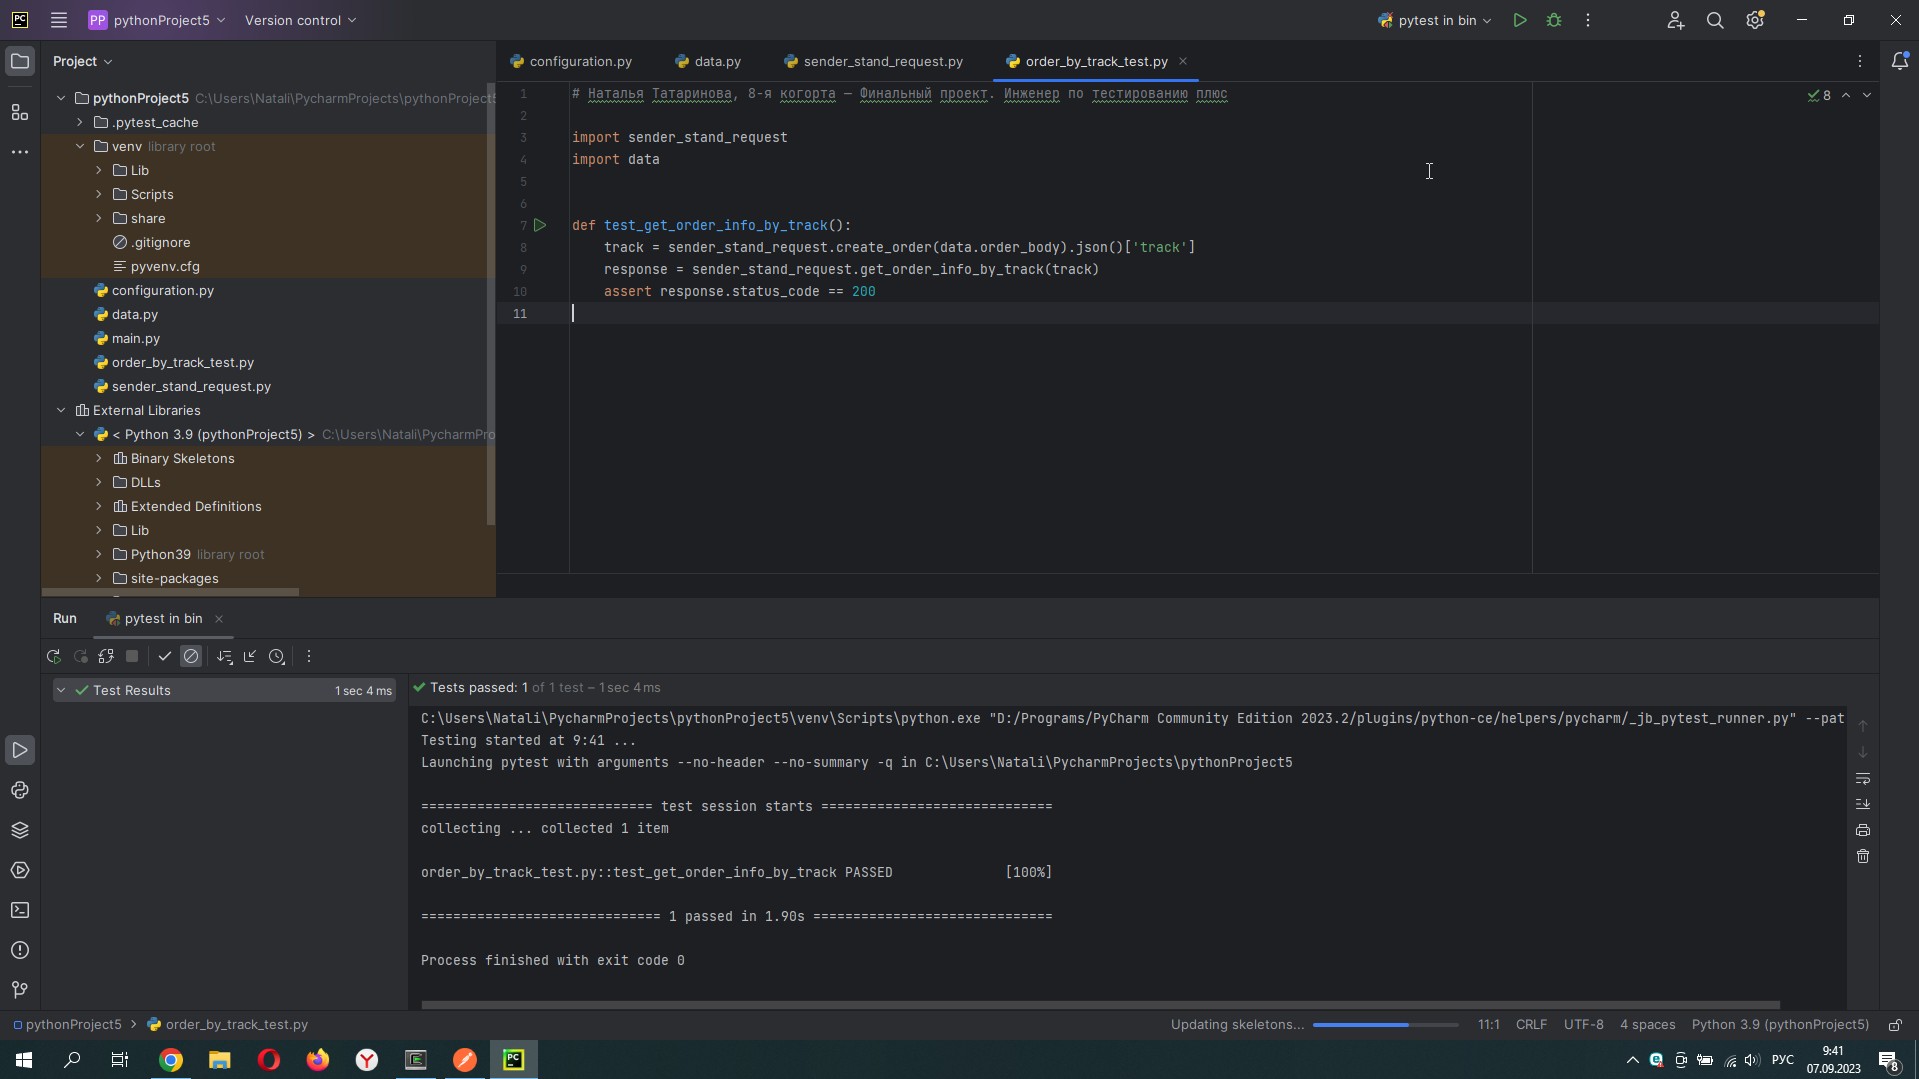 PC
PP pythonProject5 Version control pytest in bin
Project
configuration.py data.py sender_stand_request.py order_by_track_test.py
pythonProject5 C:\Users\Natali\PycharmProjects\pythonProject5
.pytest_cache
venv library root
Lib
Scripts
share
.gitignore
pyvenv.cfg
configuration.py
data.py
main.py
order_by_track_test.py
sender_stand_request.py
External Libraries
< Python 3.9 (pythonProject5) > C:\Users\Natali\PycharmPro
Binary Skeletons
DLLs
Extended Definitions
Lib
Python39 library root
site-packages
1 # Наталья Татаринова, 8-я когорта — Финальный проект. Инженер по тестированию плюс
8
2
3 import sender_stand_request
4 import data
5
6
7 def test_get_order_info_by_track():
8 track = sender_stand_request.create_order(data.order_body).json()['track']
9 response = sender_stand_request.get_order_info_by_track(track)
10 assert response.status_code == 200
11
Run pytest in bin
Test Results 1 sec 4 ms
Tests passed: 1 of 1 test – 1 sec 4 ms
C:\Users\Natali\PycharmProjects\pythonProject5\venv\Scripts\python.exe "D:/Programs/PyCharm Community Edition 2023.2/plugins/python-ce/helpers/pycharm/_jb_pytest_runner.py" --pat
Testing started at 9:41 ...
Launching pytest with arguments --no-header --no-summary -q in C:\Users\Natali\PycharmProjects\pythonProject5
============================= test session starts =============================
collecting ... collected 1 item
order_by_track_test.py::test_get_order_info_by_track PASSED [100%]
============================== 1 passed in 1.90s ==============================
Process finished with exit code 0
pythonProject5 > order_by_track_test.py
Updating skeletons... 11:1 CRLF UTF-8 4 spaces Python 3.9 (pythonProject5)
PC
РУС
9:41
07.09.2023
8